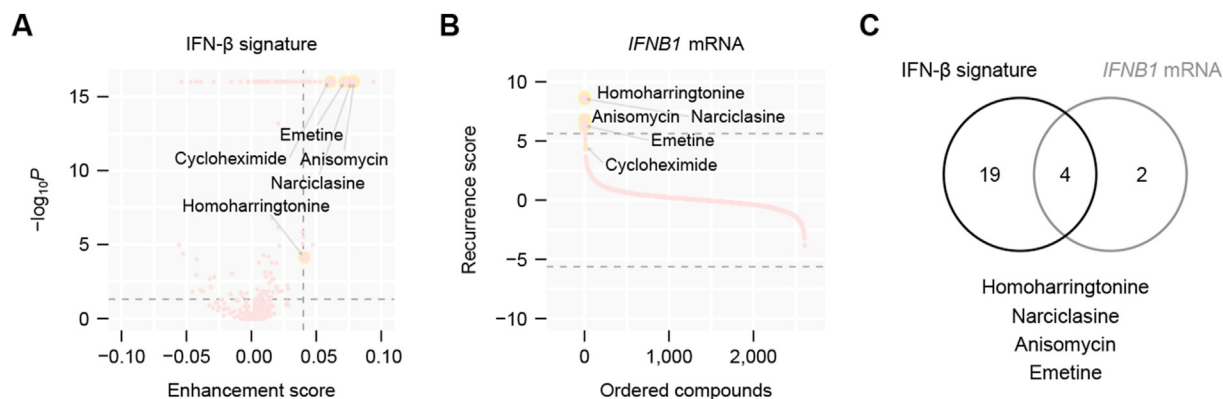 A
IFN-β signature
−log₁₀P
15
10
5
0
−0.10
−0.05
0.00
0.05
0.10
Enhancement score
Emetine
Cycloheximide
Anisomycin
Narciclasine
Homoharringtonine
B
IFNB1 mRNA
Recurrence score
10
5
0
−5
−10
0
1,000
2,000
Ordered compounds
Homoharringtonine
Anisomycin
Narciclasine
Emetine
Cycloheximide
C
IFN-β signature
IFNB1 mRNA
19
4
2
Homoharringtonine
Narciclasine
Anisomycin
Emetine